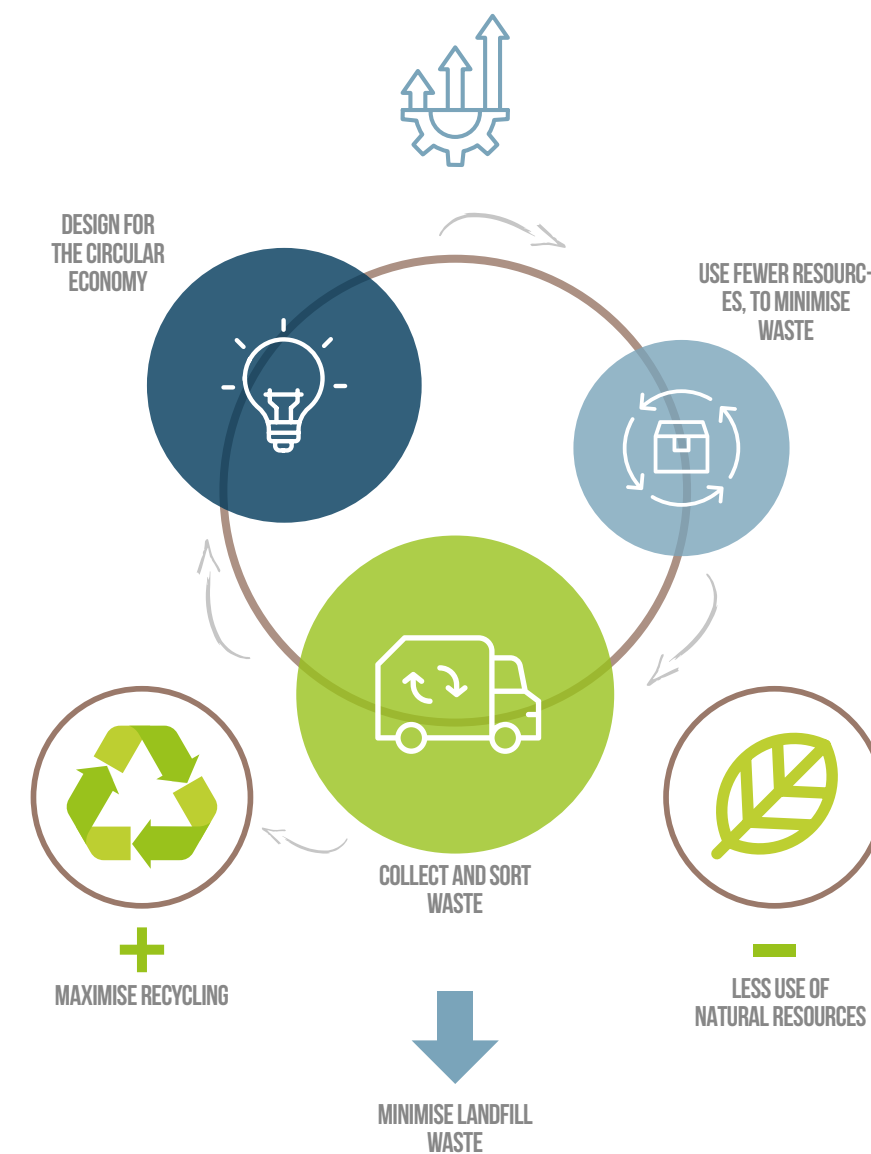 DESIGN FOR
THE CIRCULAR
ECONOMY
USE FEWER RESOURC-
ES, TO MINIMISE
WASTE
COLLECT AND SORT
WASTE
MAXIMISE RECYCLING
LESS USE OF
NATURAL RESOURCES
MINIMISE LANDFILL
WASTE